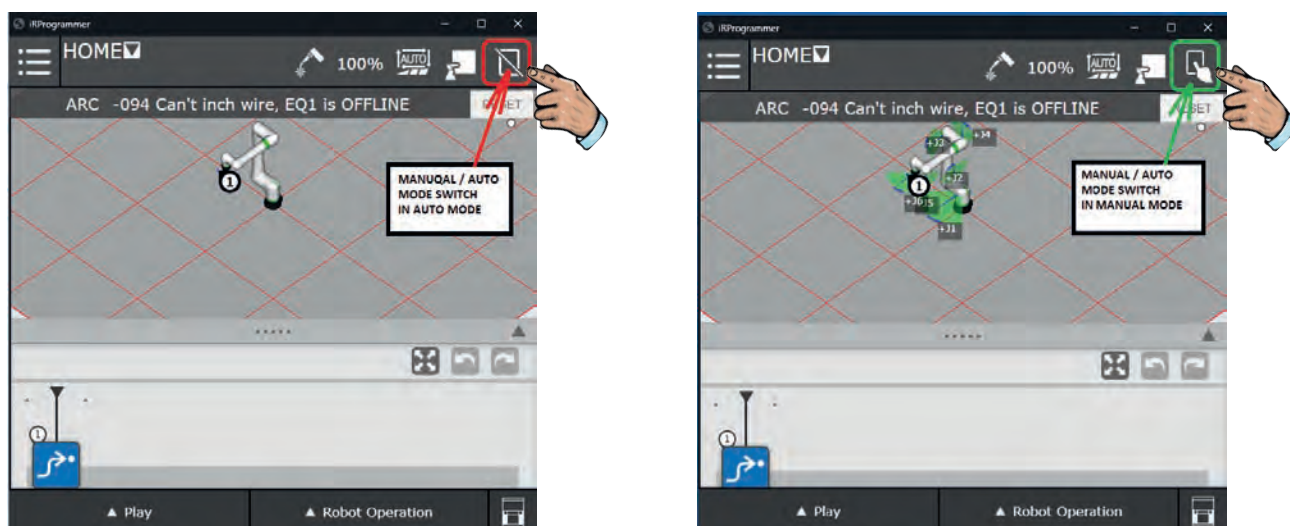 iRProgrammer
HOME
100%
AUTO
ARC -094 Can't inch wire, EQ1 is OFFLINE
MANUQAL / AUTO
MODE SWITCH
IN AUTO MODE
1
1
Play
Robot Operation
iRProgrammer
HOME
100%
AUTO
ARC -094 Can't inch wire, EQ1 is OFFLINE
+J3
+J4
+J2
1
+J6
J5
+J1
MANUAL / AUTO
MODE SWITCH
IN MANUAL MODE
1
Play
Robot Operation